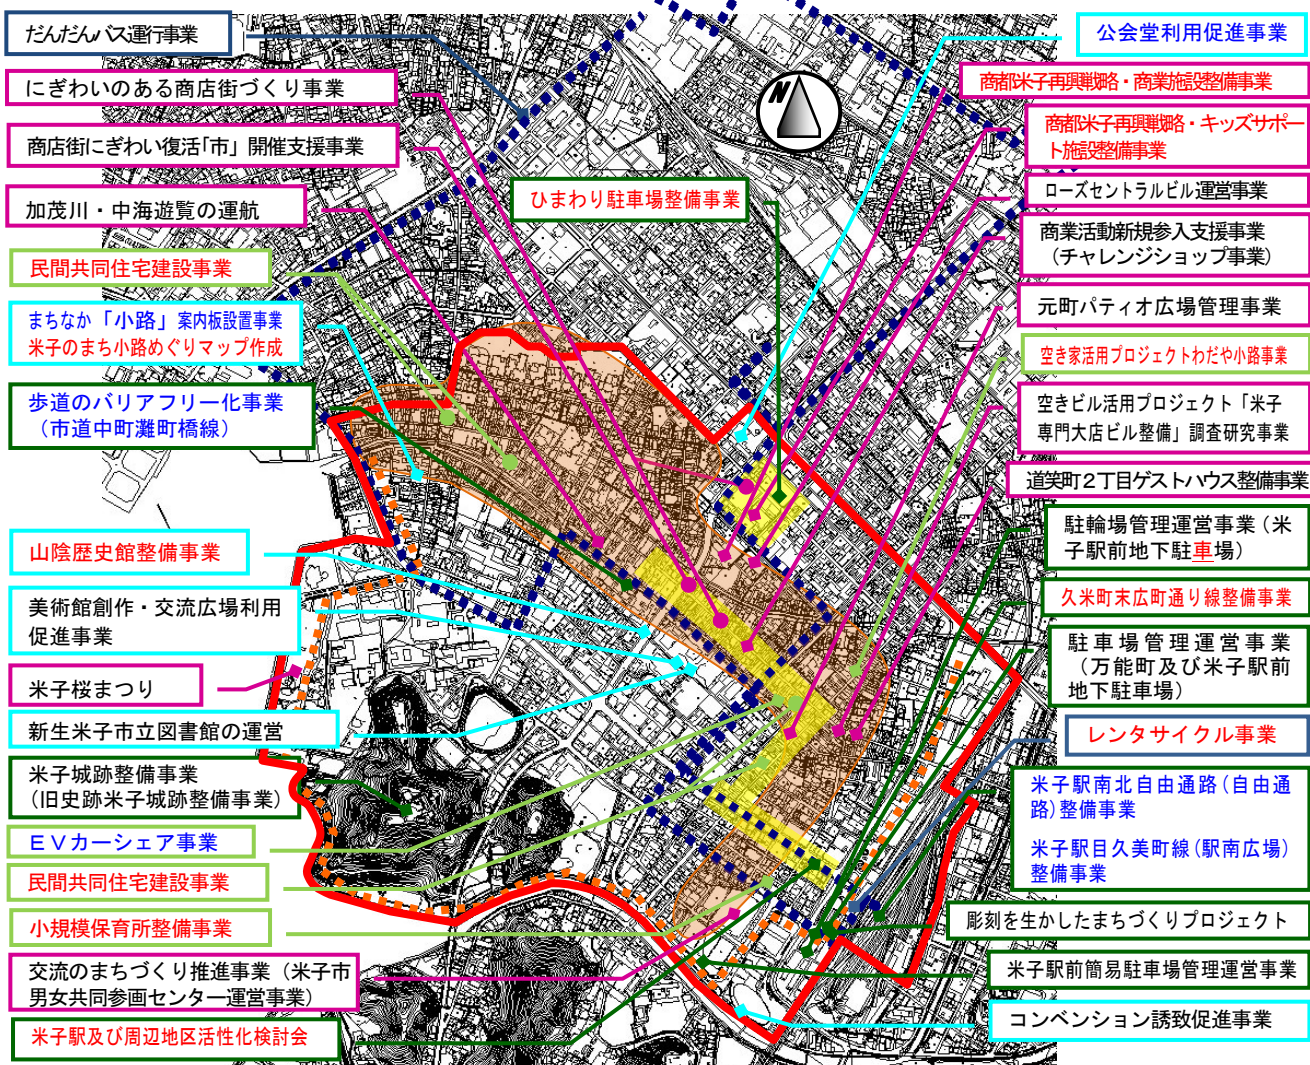 だんだんバス運行事業
にぎわいのある商店街づくり事業
商店街にぎわい復活「市」開催支援事業
加茂川・中海遊覧の運航
民間共同住宅建設事業
まちなか「小路」案内板設置事業
米子のまち小路めぐりマップ作成
歩道のバリアフリー化事業
（市道中町灘町橋線）
山陰歴史館整備事業
美術館創作・交流広場利用
促進事業
米子桜まつり
新生米子市立図書館の運営
米子城跡整備事業
（旧史跡米子城跡整備事業）
ＥＶカーシェア事業
民間共同住宅建設事業
小規模保育所整備事業
交流のまちづくり推進事業（米子市
男女共同参画センター運営事業）
米子駅及び周辺地区活性化検討会
N
ひまわり駐車場整備事業
公会堂利用促進事業
商都米子再興戦略・商業施設整備事業
商都米子再興戦略・キッズサポー
ト施設整備事業
ローズセントラルビル運営事業
商業活動新規参入支援事業
（チャレンジショップ事業）
元町パティオ広場管理事業
空き家活用プロジェクトわだや小路事業
空きビル活用プロジェクト「米子
専門大店ビル整備」調査研究事業
道笑町２丁目ゲストハウス整備事業
駐輪場管理運営事業（米
子駅前地下駐車場）
久米町末広町通り線整備事業
駐車場管理運営事業
（万能町及び米子駅前
地下駐車場）
レンタサイクル事業
米子駅南北自由通路（自由通
路）整備事業
米子駅目久美町線（駅南広場）
整備事業
彫刻を生かしたまちづくりプロジェクト
米子駅前簡易駐車場管理運営事業
コンベンション誘致促進事業